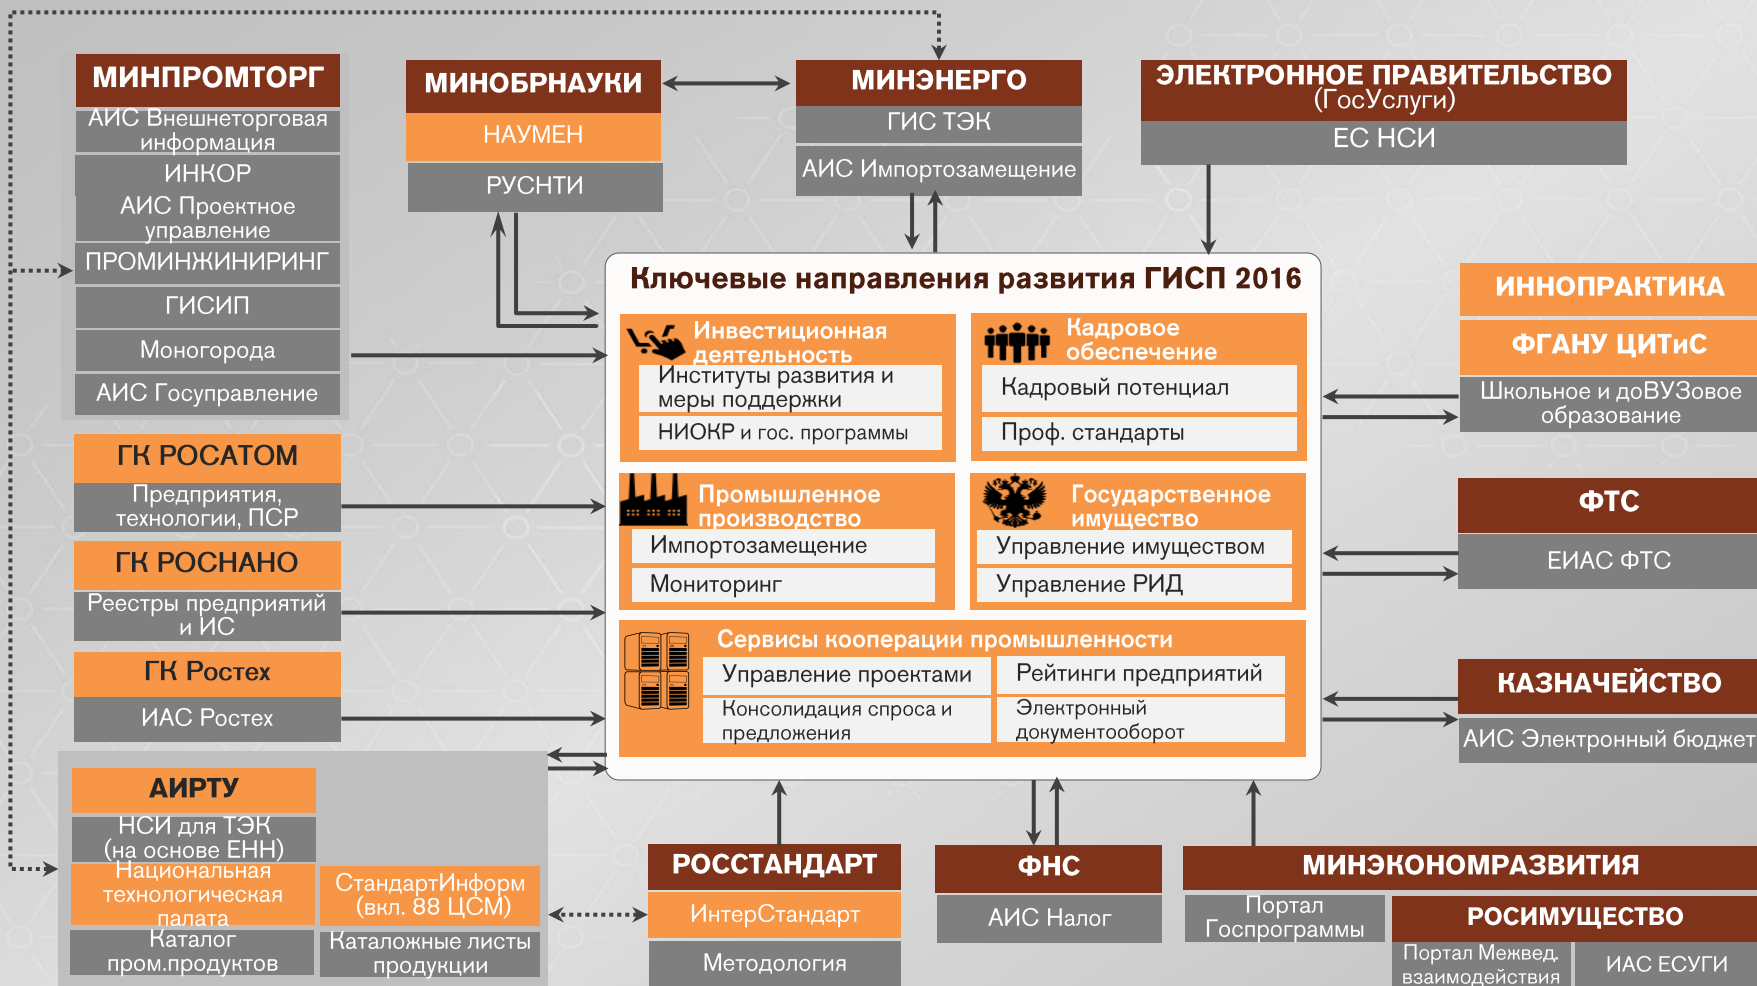 МИНПРОМТОРГ
АИС Внешнеторговая
информация
ИНКОР
АИС Проектное
управление
ПРОМИНЖИНИРИНГ
ГИСИП
Моногорода
АИС Госуправление
МИНОБРНАУКИ
НАУМЕН
РУСНТИ
МИНЭНЕРГО
ГИС ТЭК
АИС Импортозамещение
ЭЛЕКТРОННОЕ ПРАВИТЕЛЬСТВО
(ГосУслуги)
ЕС НСИ
ГК РОСАТОМ
Предприятия,
технологии, ПСР
ГК РОСНАНО
Реестры предприятий
и ИС
ГК Ростех
ИАС Ростех
Ключевые направления развития ГИСП 2016
Инвестиционная
деятельность
Институты развития и
меры поддержки
НИОКР и гос. программы
Кадровое
обеспечение
Кадровый потенциал
Проф. стандарты
Промышленное
производство
Импортозамещение
Мониторинг
Государственное
имущество
Управление имуществом
Управление РИД
Сервисы кооперации промышленности
Управление проектами
Рейтинги предприятий
Консолидация спроса и
предложения
Электронный
документооборот
ИННОПРАКТИКА
ФГАНУ ЦИТиС
Школьное и доВУЗовое
образование
ФТС
ЕИАС ФТС
КАЗНАЧЕЙСТВО
АИС Электронный бюджет
АИРТУ
НСИ для ТЭК
(на основе ЕНН)
Национальная
технологическая
палата
Каталог
пром.продуктов
СтандартИнформ
(вкл. 88 ЦСМ)
Каталожные листы
продукции
РОССТАНДАРТ
ИнтерСтандарт
Методология
ФНС
АИС Налог
МИНЭКОНОМРАЗВИТИЯ
Портал
Госпрограммы
РОСИМУЩЕСТВО
Портал Межвед.
взаимодействия
ИАС ЕСУГИ